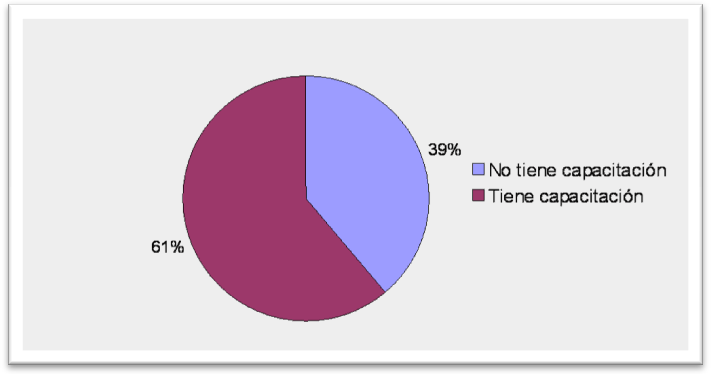 39%
No tiene capacitación
Tiene capacitación
61%